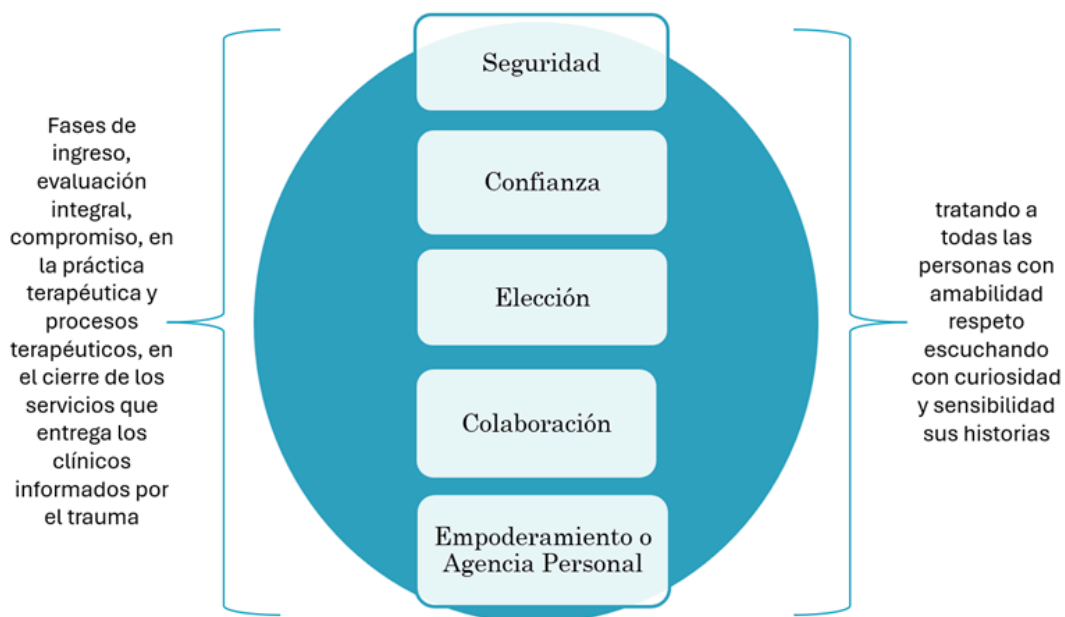 Fases de
ingreso,
evaluación
integral,
compromiso, en
la práctica
terapéutica y
procesos
terapéuticos, en
el cierre de los
servicios que
entrega los
clínicos
informados por
el trauma
Seguridad
Confianza
Elección
Colaboración
Empoderamiento o
Agencia Personal
tratando a
todas las
personas con
amabilidad
respeto
escuchando
con curiosidad
y sensibilidad
sus historias